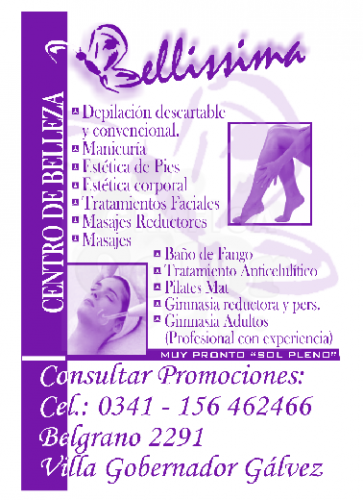 Bellissima
CENTRO DE BELLEZA
Depilación descartable
y convencional.
Manicuría
Estética de Pies
Estética corporal
Tratamientos Faciales
Masajes Reductores
Masajes
Baño de Fango
Tratamiento Anticelulítico
Pilates Mat
Gimnasia reductora y pers.
Gimnasia Adultos
(Profesional con experiencia)
MUY PRONTO "SOL PLENO"
Consultar Promociones:
Cel.: 0341 - 156 462466
Belgrano 2291
Villa Gobernador Gálvez